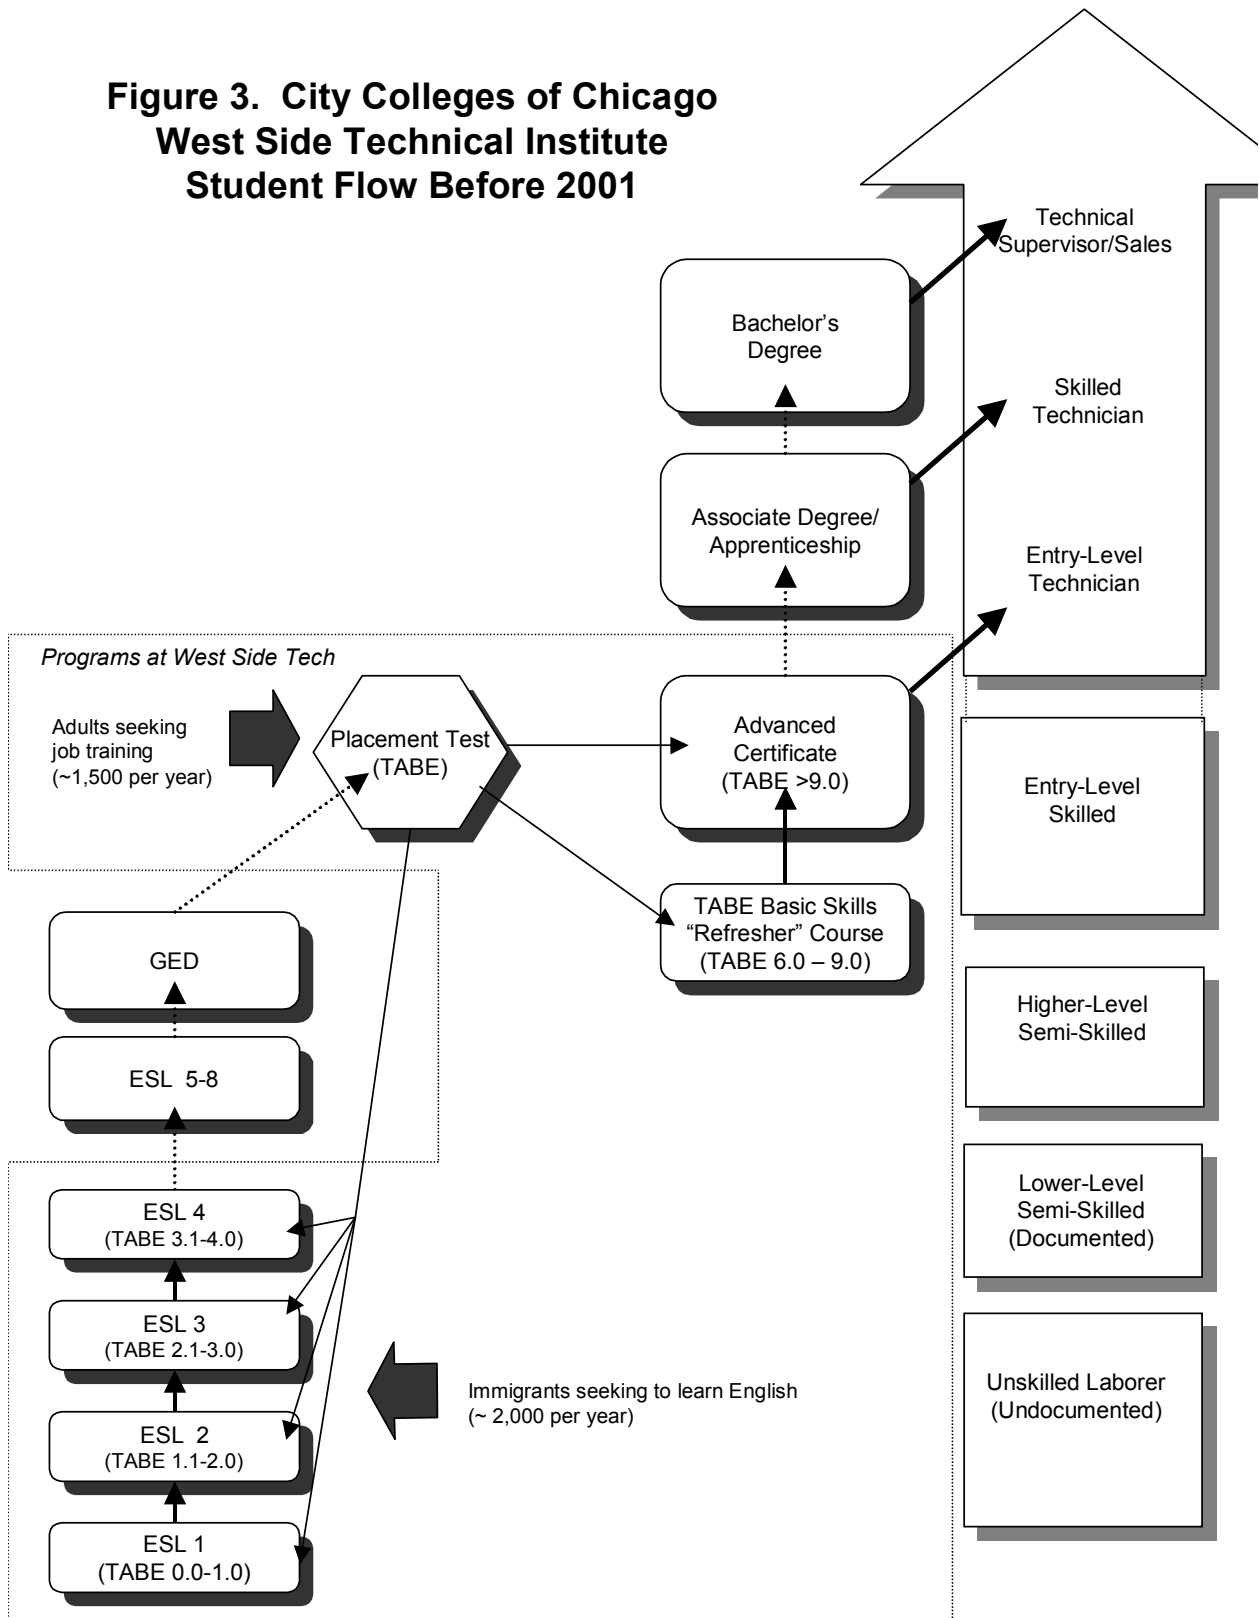 Figure 3.  City Colleges of Chicago
West Side Technical Institute
Student Flow Before 2001
Technical
Supervisor/Sales
Bachelor’s
Degree
Skilled
Technician
Associate Degree/
Apprenticeship
Entry-Level
Technician
Programs at West Side Tech
Adults seeking
job training
(~1,500 per year)
Placement Test
(TABE)
Advanced
Certificate
(TABE >9.0)
Entry-Level
Skilled
TABE Basic Skills
“Refresher” Course
(TABE 6.0 – 9.0)
GED
Higher-Level
Semi-Skilled
ESL  5-8
Lower-Level
Semi-Skilled
(Documented)
ESL 4
(TABE 3.1-4.0)
ESL 3
(TABE 2.1-3.0)
Immigrants seeking to learn English
(~ 2,000 per year)
Unskilled Laborer
(Undocumented)
ESL  2
(TABE 1.1-2.0)
ESL 1
(TABE 0.0-1.0)